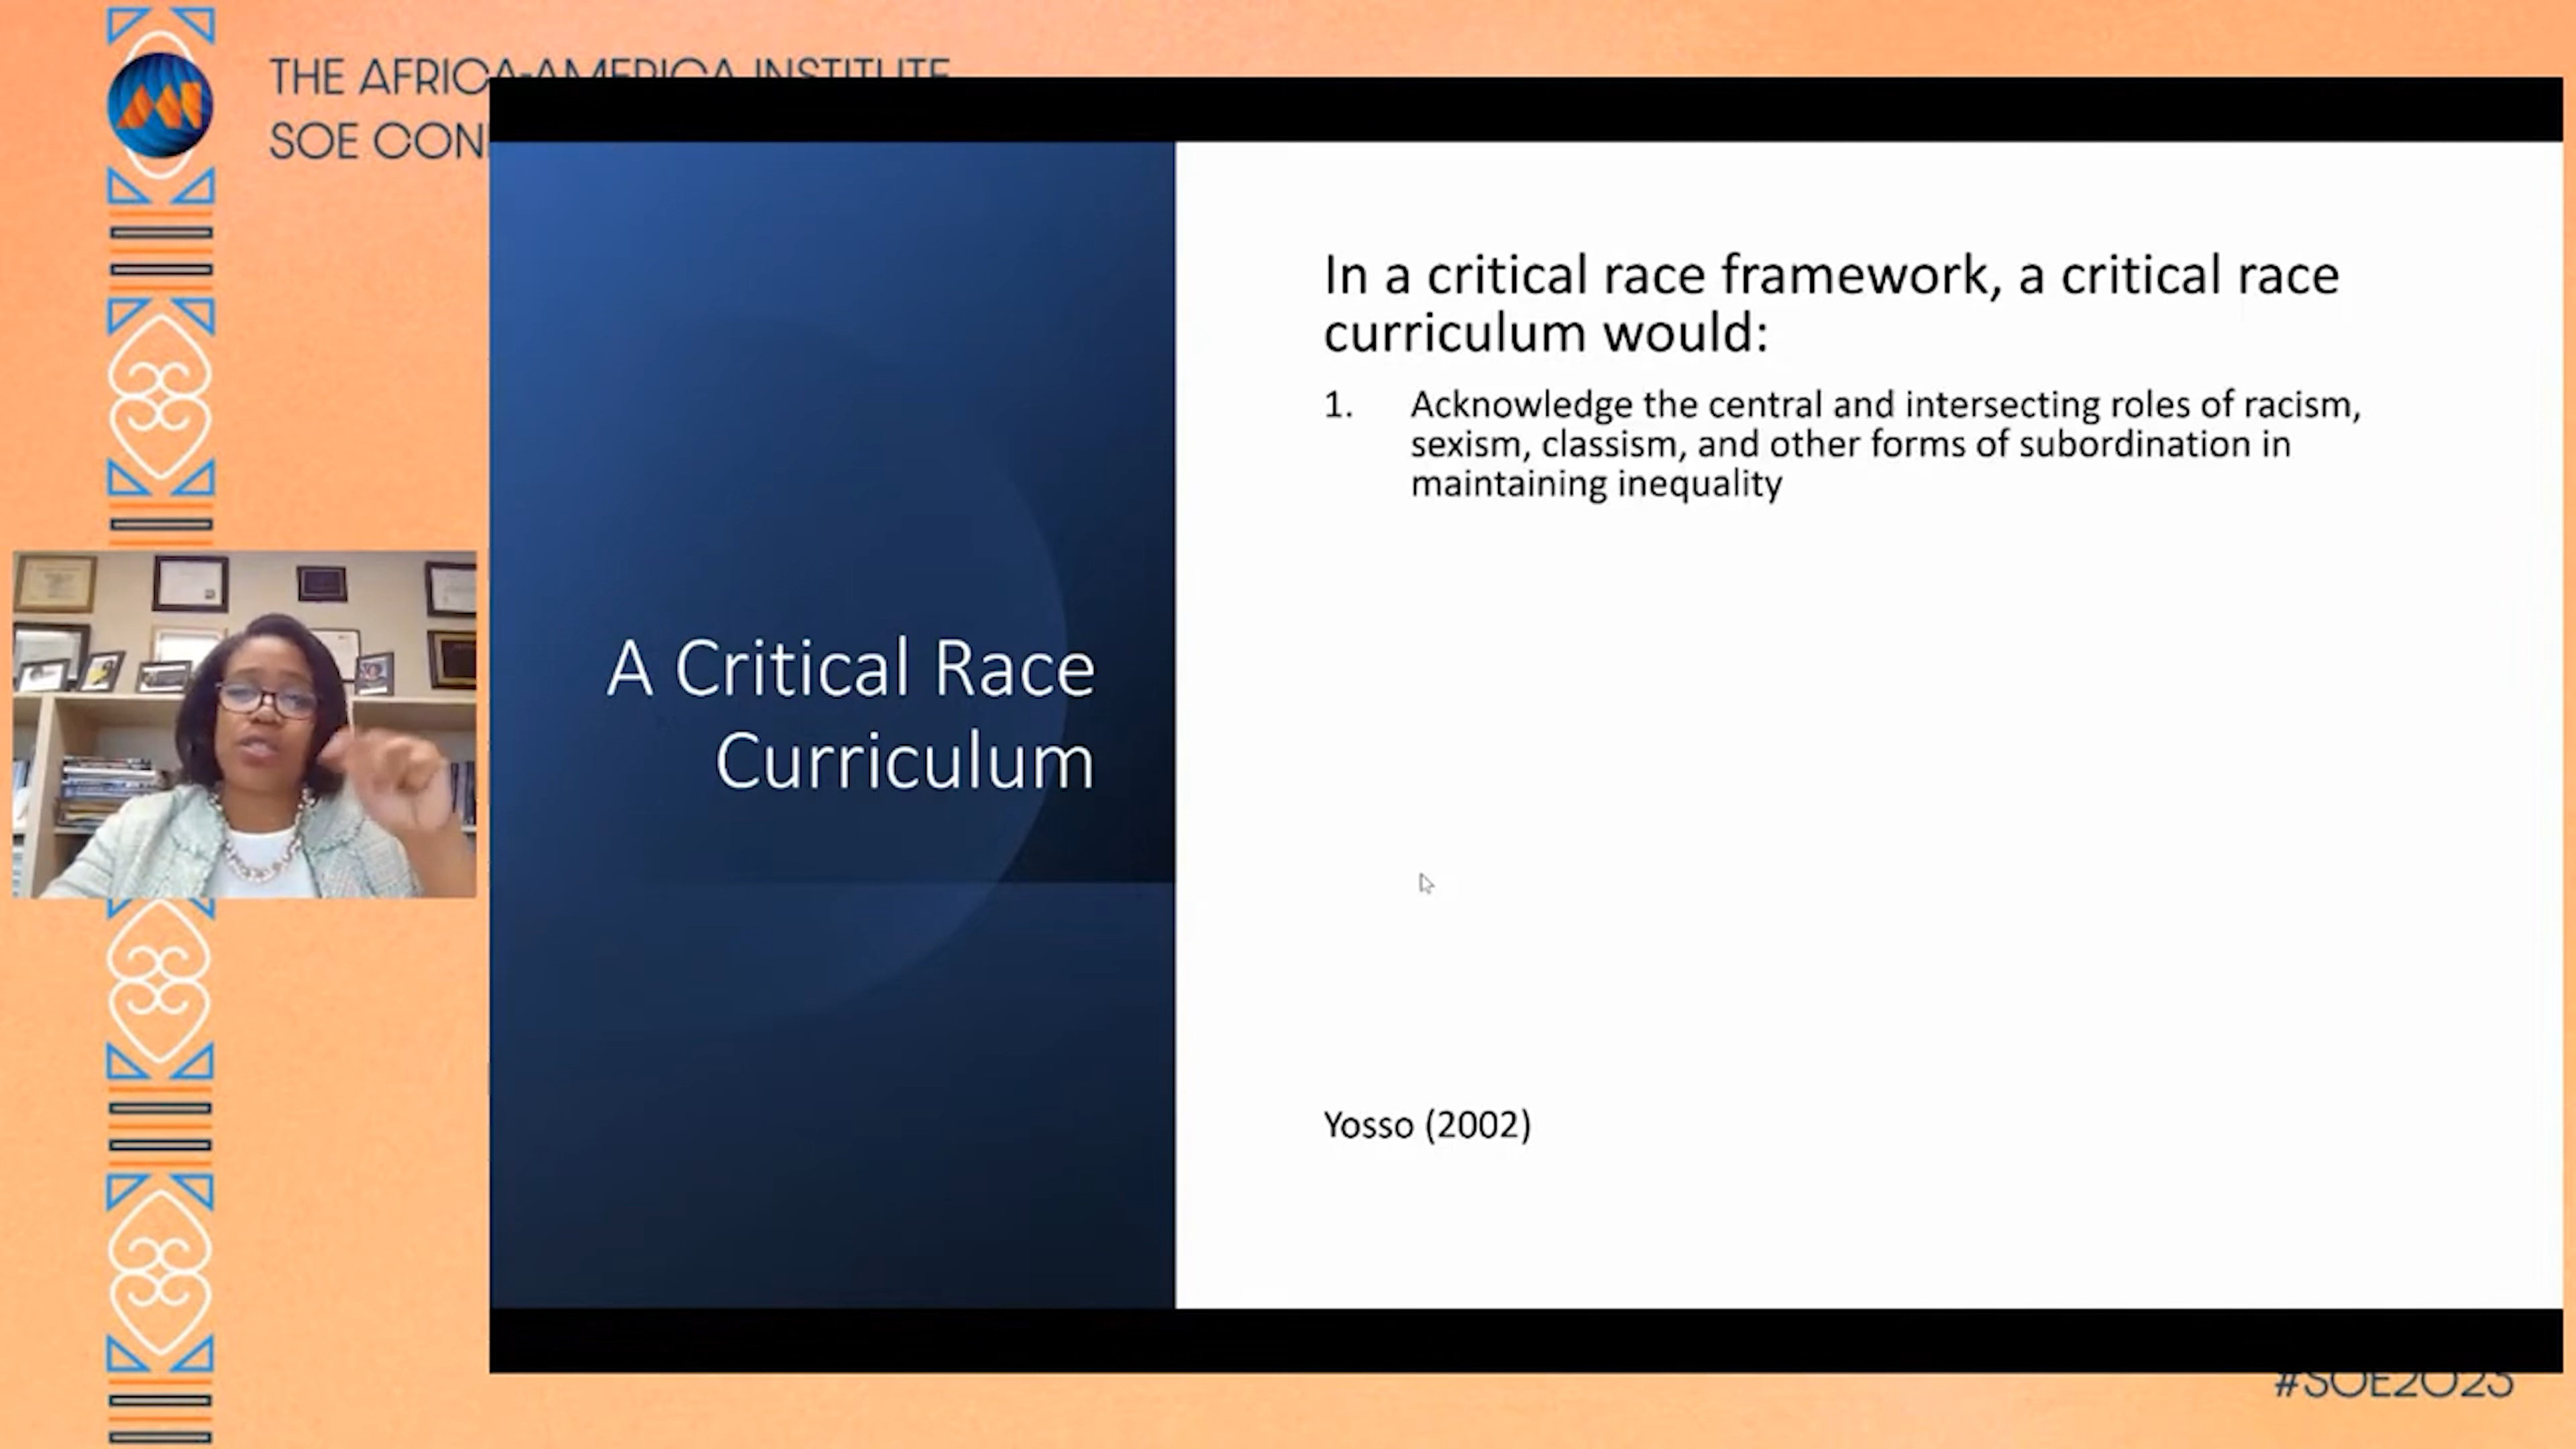 THE AFRICA-AMERICA INSTITUTE
SOE CON
In a critical race framework, a critical race
curriculum would:
1. Acknowledge the central and intersecting roles of racism,
sexism, classism, and other forms of subordination in
maintaining inequality
A Critical Race
Curriculum
Yosso (2002)
#SOE2023